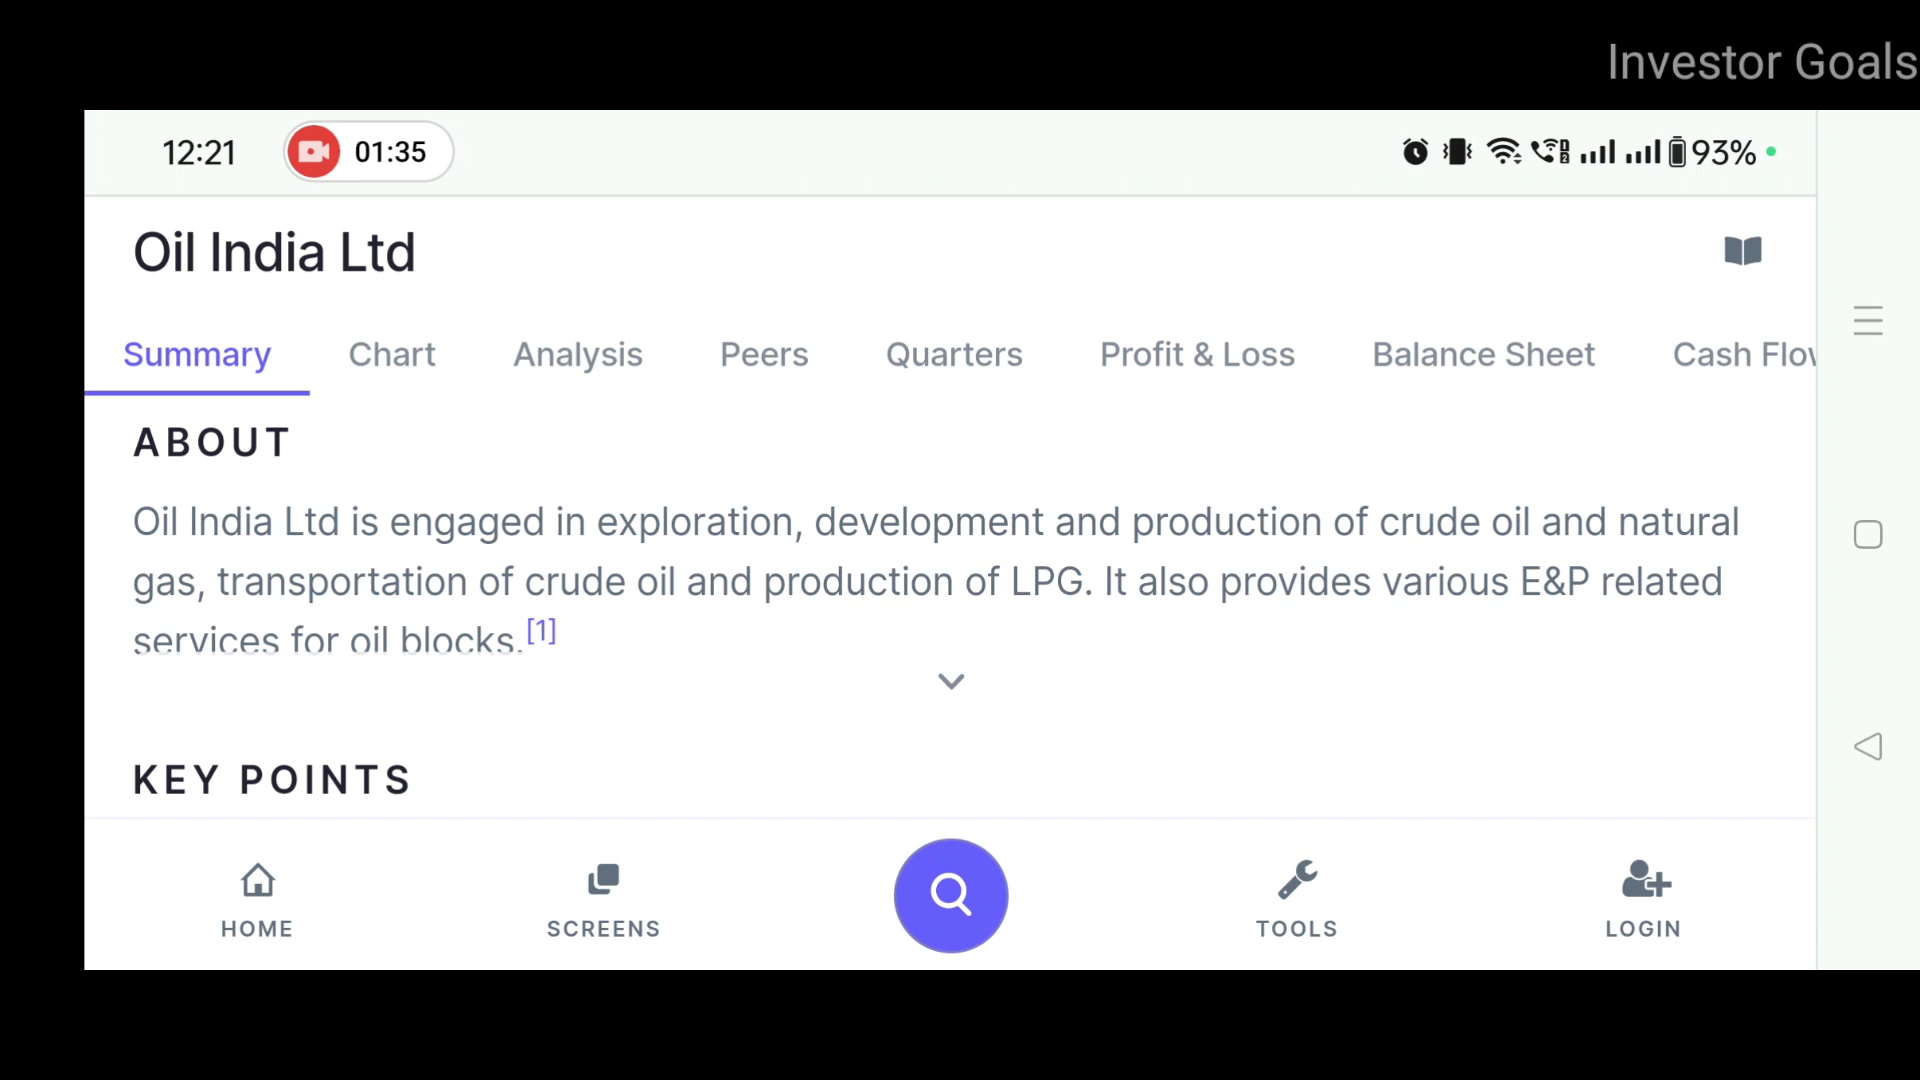 Investor Goals
12:21
01:35
93%
Oil India Ltd
Summary Chart Analysis Peers Quarters Profit & Loss Balance Sheet Cash Flow
ABOUT
Oil India Ltd is engaged in exploration, development and production of crude oil and natural
gas, transportation of crude oil and production of LPG. It also provides various E&P related
services for oil blocks.[1]
KEY POINTS
HOME SCREENS TOOLS LOGIN